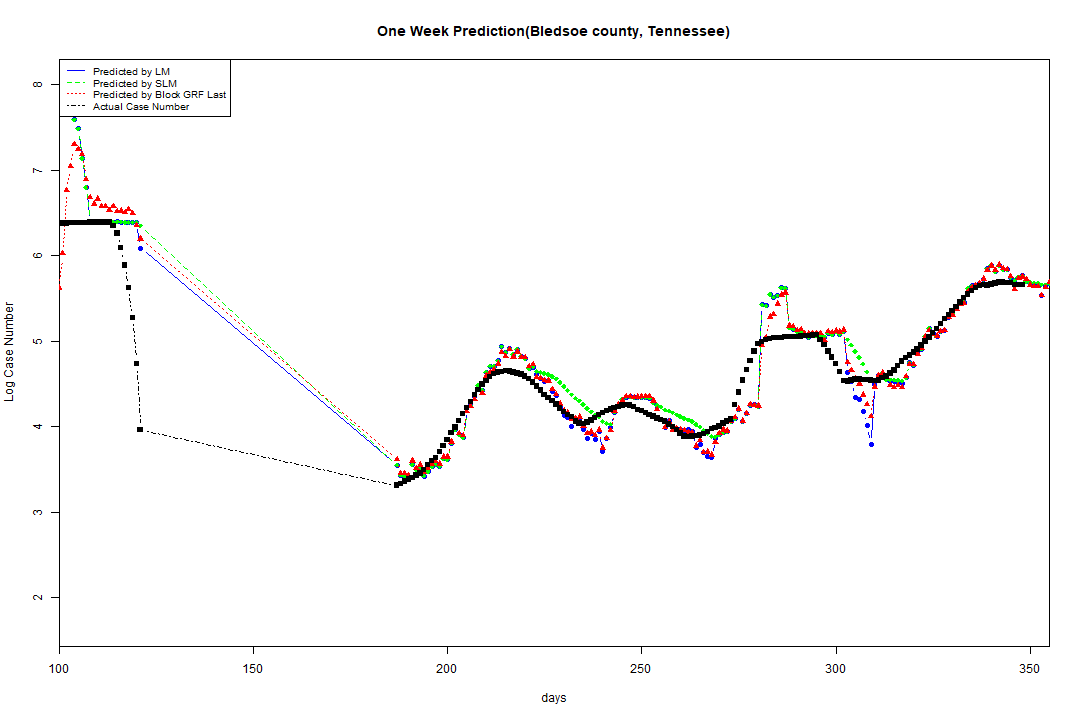 One Week Prediction(Bledsoe county, Tennessee)
Predicted by LM
Predicted by SLM
Predicted by Block GRF Last
Actual Case Number
8
7
6
5
4
3
2
Log Case Number
100 150 200 250 300 350
days